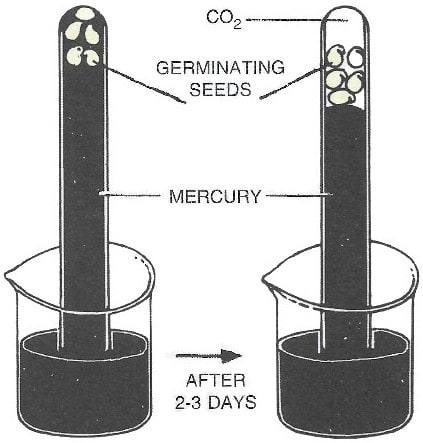 CO₂
GERMINATING
SEEDS
MERCURY
AFTER
2-3 DAYS